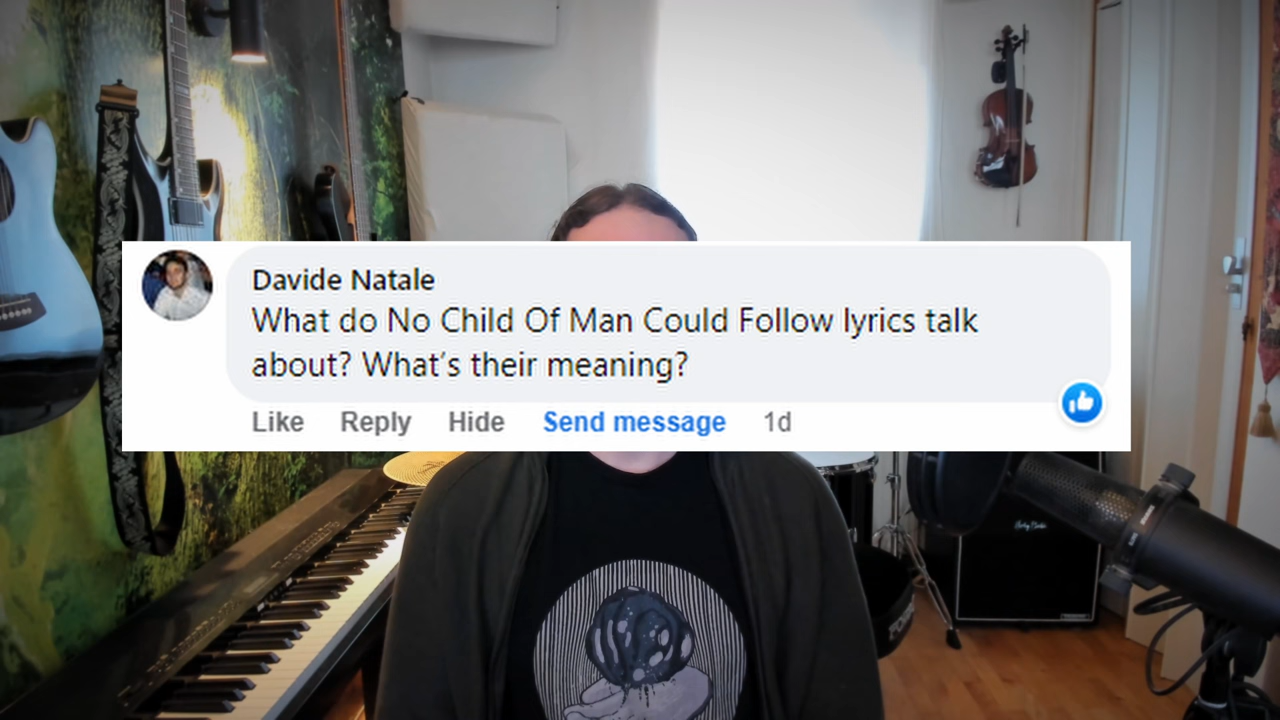 Davide Natale
What do No Child Of Man Could Follow lyrics talk
about? What's their meaning?
Like Reply Hide Send message 1d